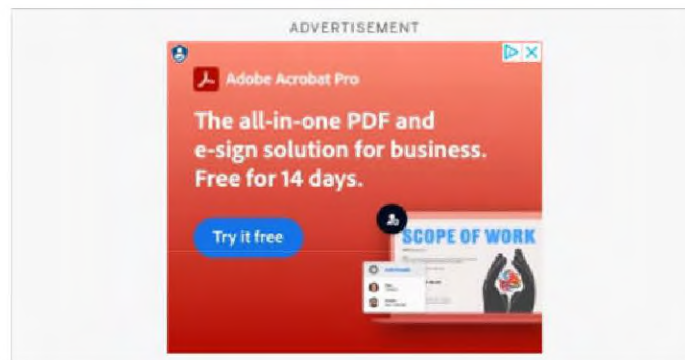 ADVERTISEMENT
Adobe Acrobat Pro
The all-in-one PDF and
e-sign solution for business.
Free for 14 days.
Try it free
SCOPE OF WORK